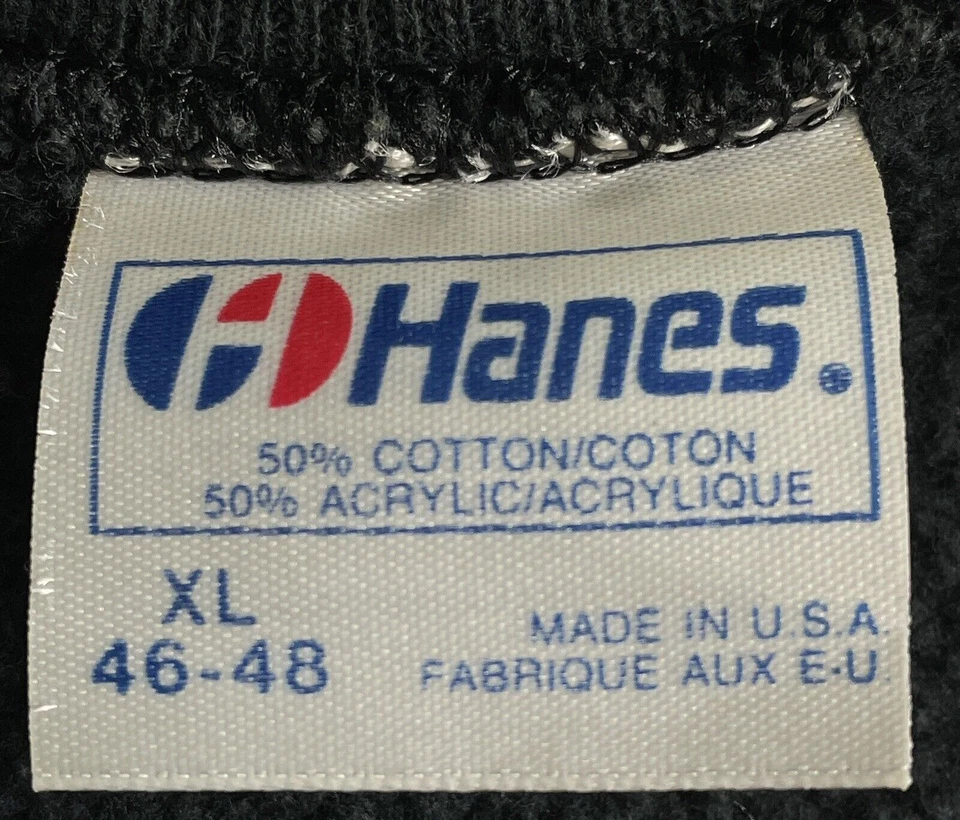 Hanes®
50% COTTON/COTON
50% ACRYLIC/ACRYLIQUE
XL
46-48
MADE IN U.S.A.
FABRIQUE AUX E-U.